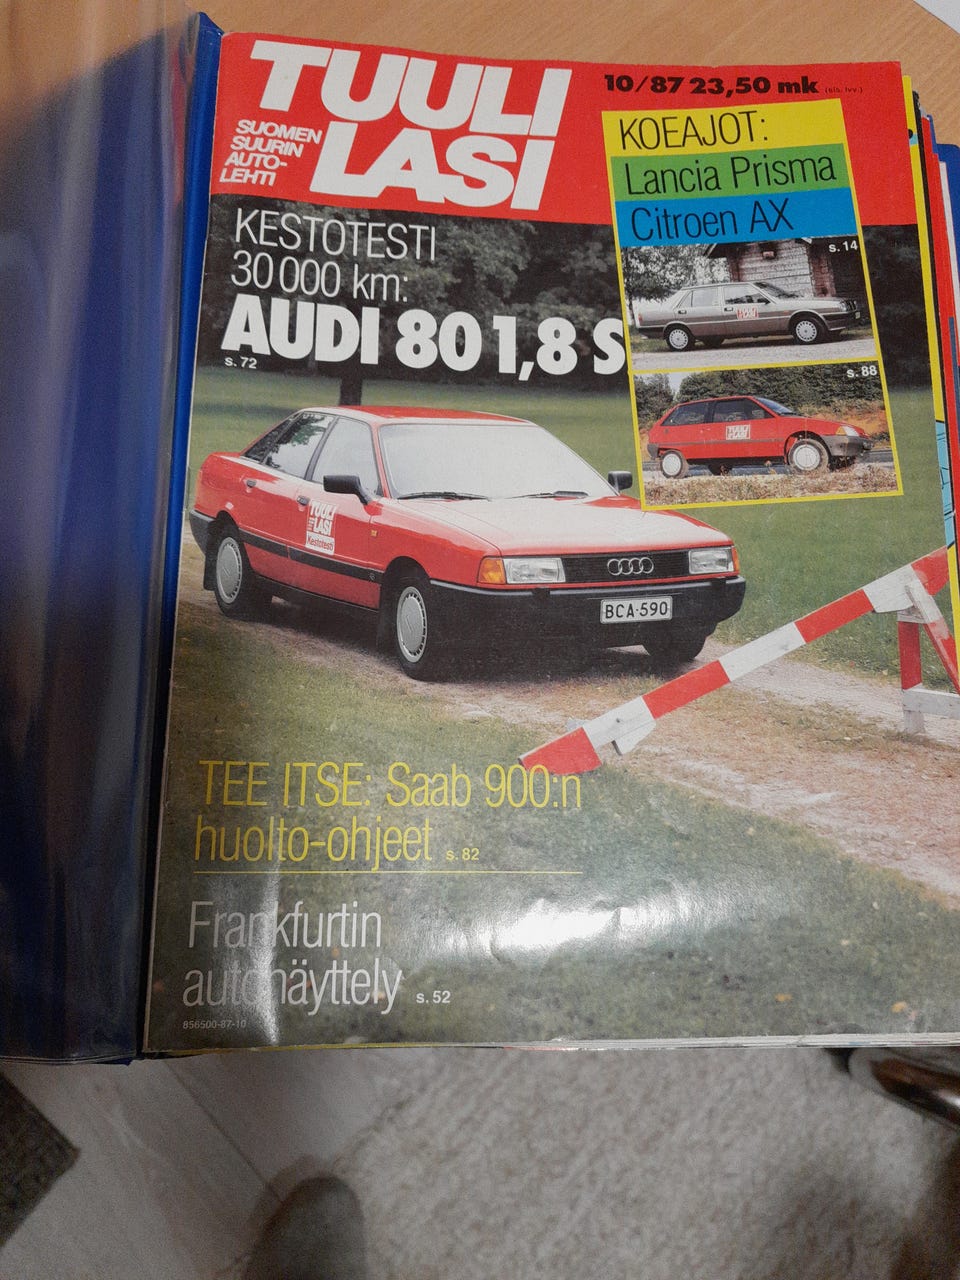 TUULI
LASI
SUOMEN
SUURIN
AUTO-
LEHTI
10/87 23,50 mk (sis. lvv.)
KOEAJOT:
Lancia Prisma
Citroen AX
s. 14
s. 88
KESTOTESTI
30 000 km:
AUDI 80 1,8 S
s. 72
TUULI
LASI
Kestotesti
BCA-590
TEE ITSE: Saab 900:n
huolto-ohjeet s. 82
Frankfurtin
autonäyttely s. 52
856500-87-10